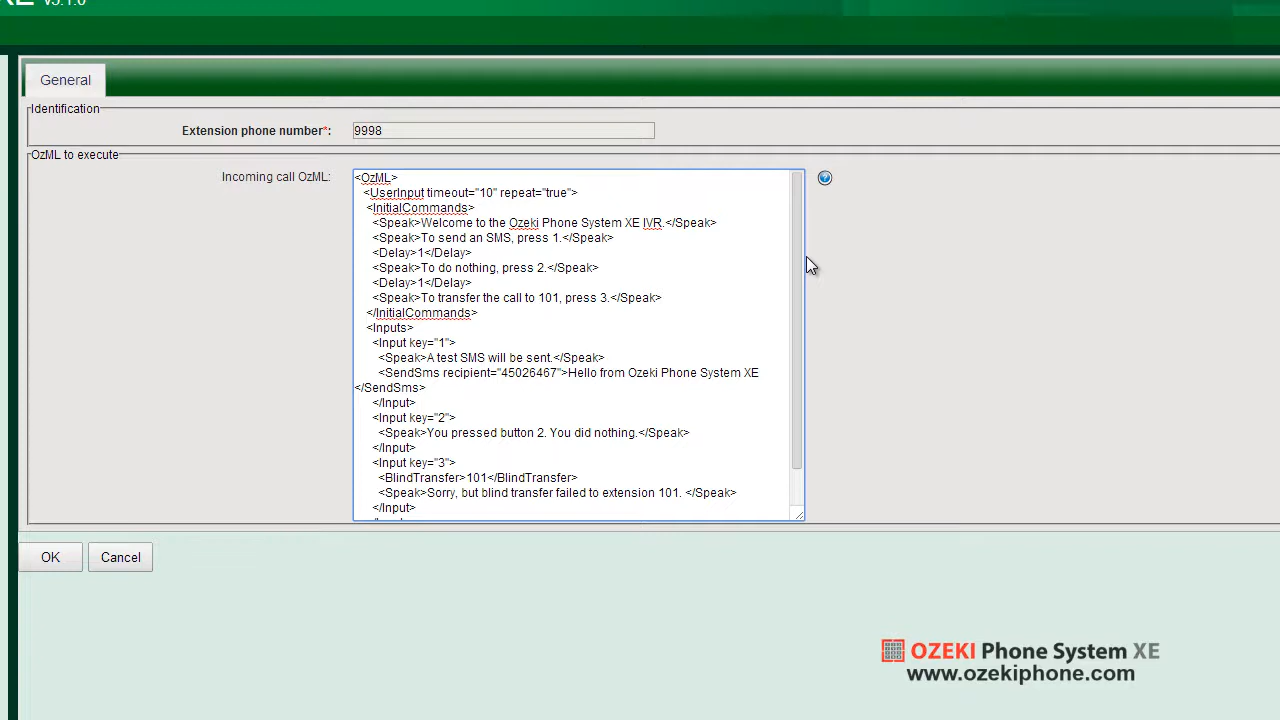 XE v5.1.0
General
Identification
Extension phone number*:
9998
OzML to execute
Incoming call OzML:
<OzML>
<UserInput timeout="10" repeat="true">
<InitialCommands>
<Speak>Welcome to the Ozeki Phone System XE IVR.</Speak>
<Speak>To send an SMS, press 1.</Speak>
<Delay>1</Delay>
<Speak>To do nothing, press 2.</Speak>
<Delay>1</Delay>
<Speak>To transfer the call to 101, press 3.</Speak>
</InitialCommands>
<Inputs>
<Input key="1">
<Speak>A test SMS will be sent.</Speak>
<SendSms recipient="45026467">Hello from Ozeki Phone System XE
</SendSms>
</Input>
<Input key="2">
<Speak>You pressed button 2. You did nothing.</Speak>
</Input>
<Input key="3">
<BlindTransfer>101</BlindTransfer>
<Speak>Sorry, but blind transfer failed to extension 101. </Speak>
</Input>
OK
Cancel
OZEKI Phone System XE
www.ozekiphone.com